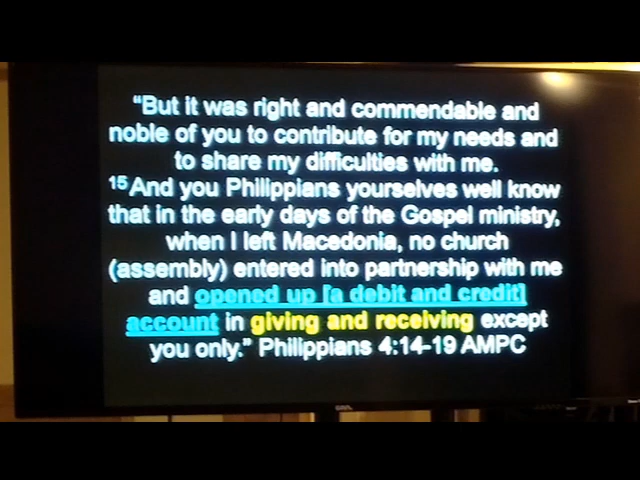 “But it was right and commendable and
noble of you to contribute for my needs and
to share my difficulties with me.
15 And you Philippians yourselves well know
that in the early days of the Gospel ministry,
when I left Macedonia, no church
(assembly) entered into partnership with me
and opened up [a debit and credit]
account in giving and receiving except
you only.” Philippians 4:14-19 AMPC